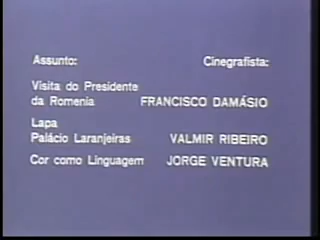 Assunto: Cinegrafista:
Visita do Presidente
da Romenia FRANCISCO DAMÁSIO
Lapa
Palácio Laranjeiras VALMIR RIBEIRO
Cor como Linguagem JORGE VENTURA